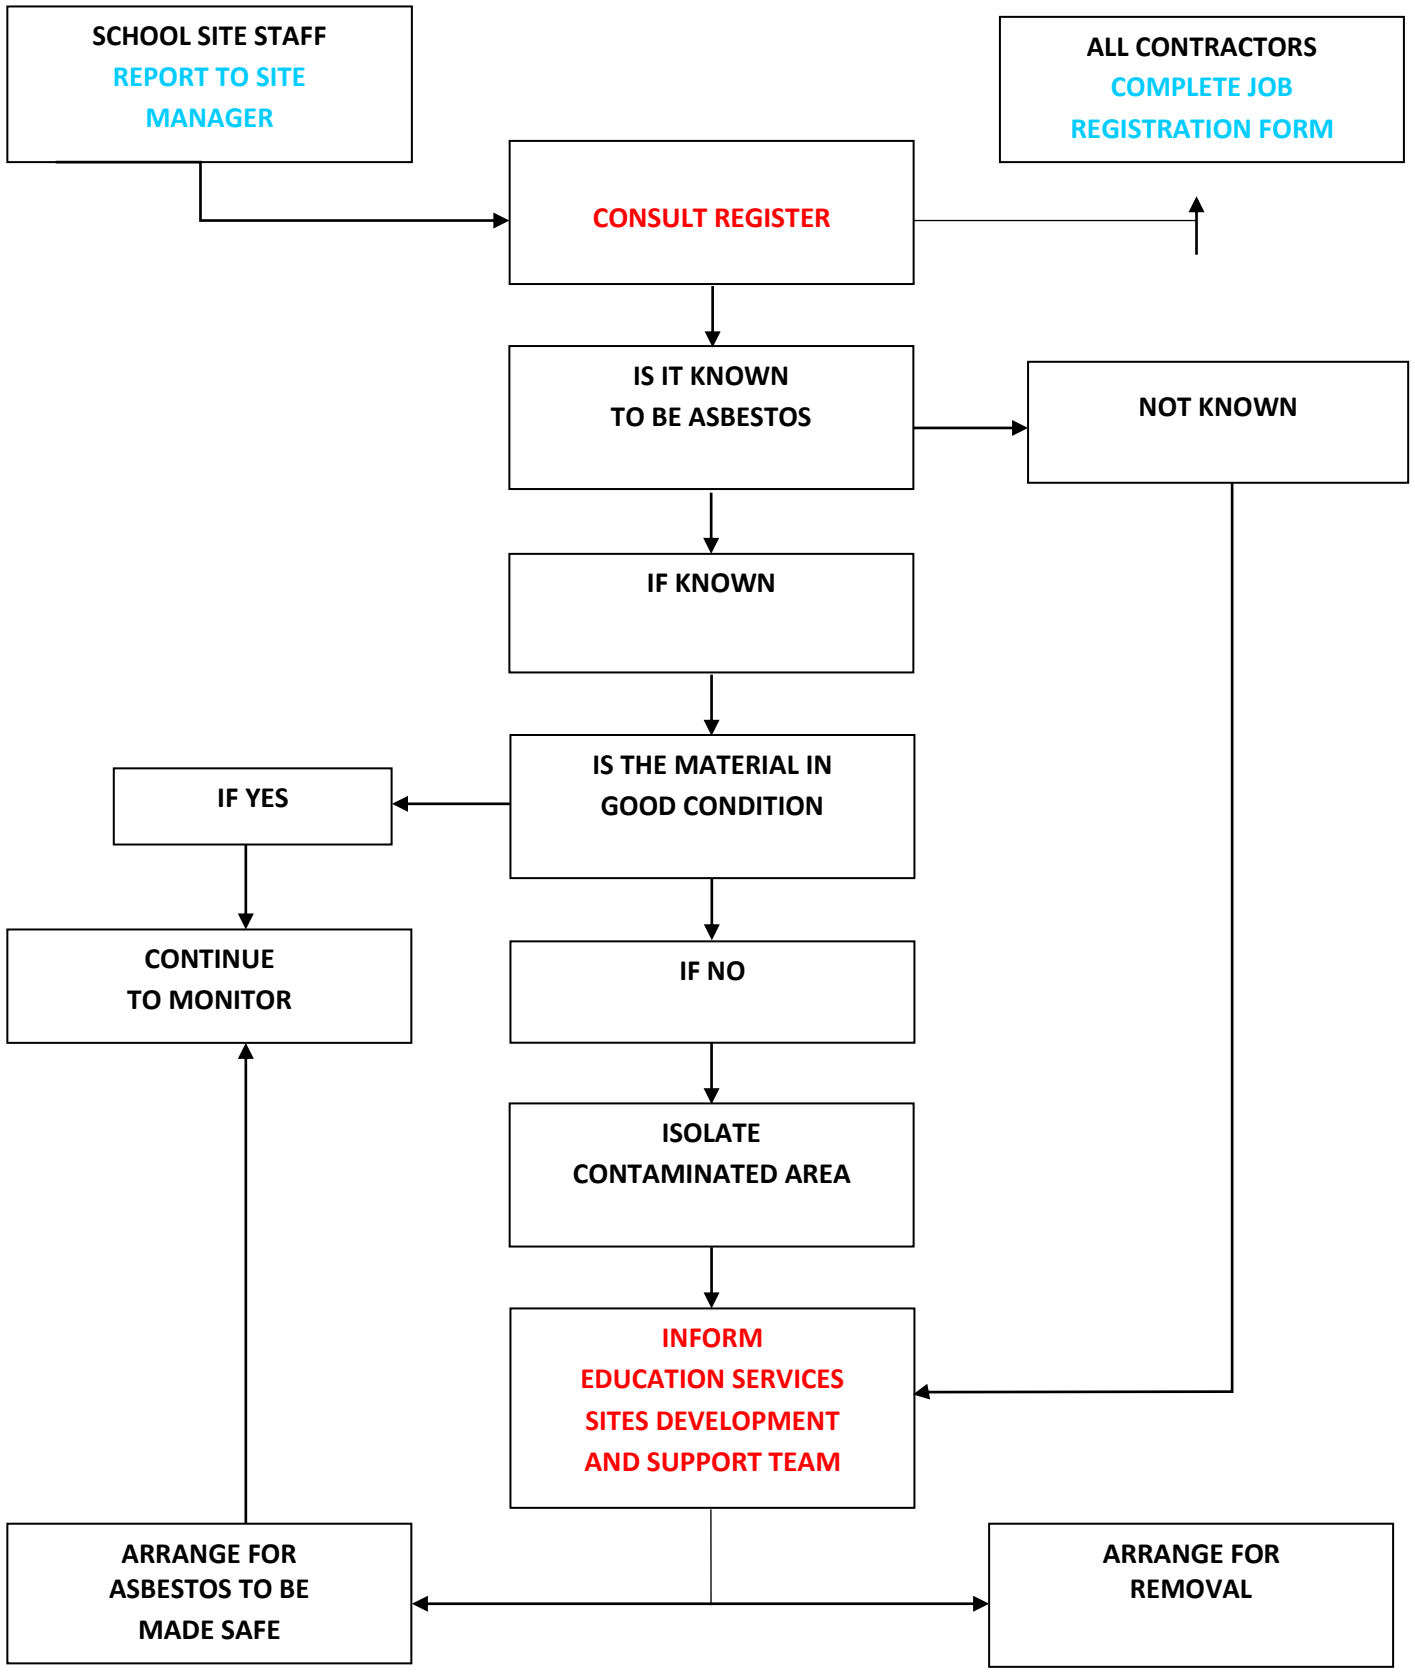 SCHOOL SITE STAFF
REPORT TO SITE
MANAGER
ALL CONTRACTORS
COMPLETE JOB
REGISTRATION FORM
CONSULT REGISTER
IS IT KNOWN
TO BE ASBESTOS
NOT KNOWN
IF KNOWN
IS THE MATERIAL IN
GOOD CONDITION
IF YES
CONTINUE
TO MONITOR
IF NO
ISOLATE
CONTAMINATED AREA
INFORM
EDUCATION SERVICES
SITES DEVELOPMENT
AND SUPPORT TEAM
ARRANGE FOR
ASBESTOS TO BE
MADE SAFE
ARRANGE FOR
REMOVAL